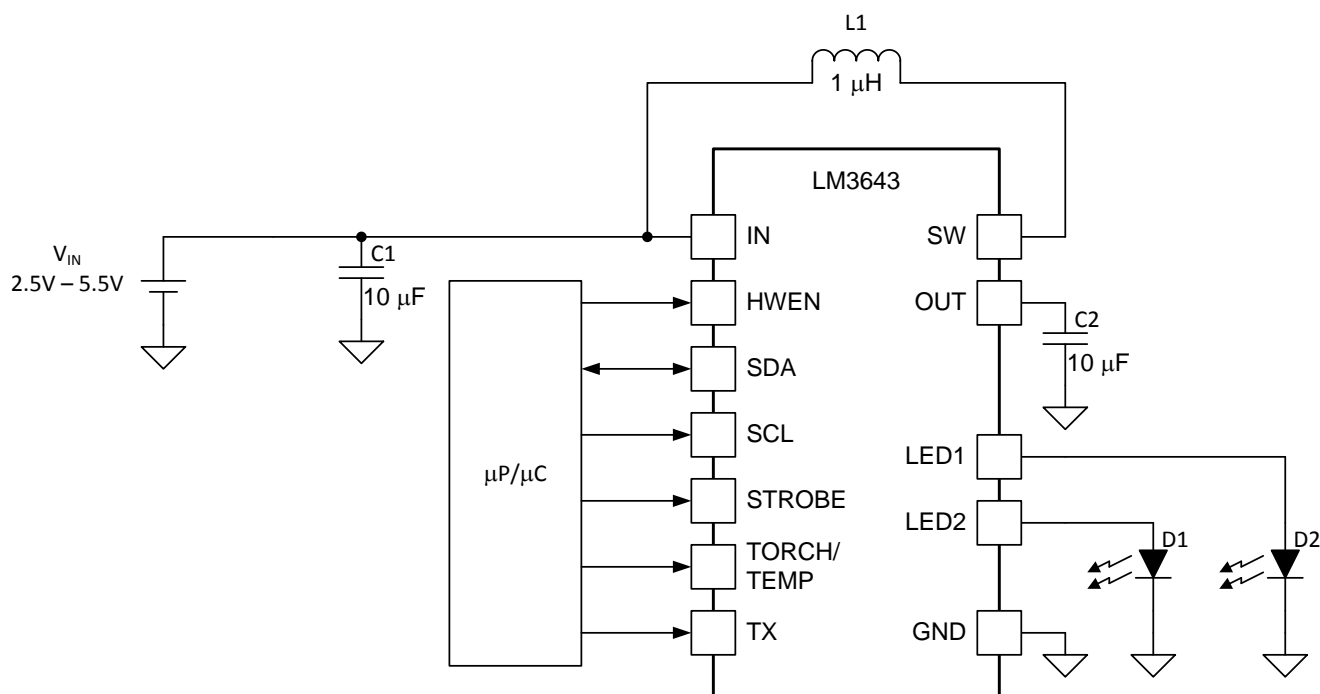 L1
1 μH
LM3643
IN
SW
V_IN
2.5V – 5.5V
C1
10 μF
HWEN
OUT
C2
10 μF
SDA
SCL
LED1
μP/μC
STROBE
LED2
D1
D2
TORCH/
TEMP
TX
GND